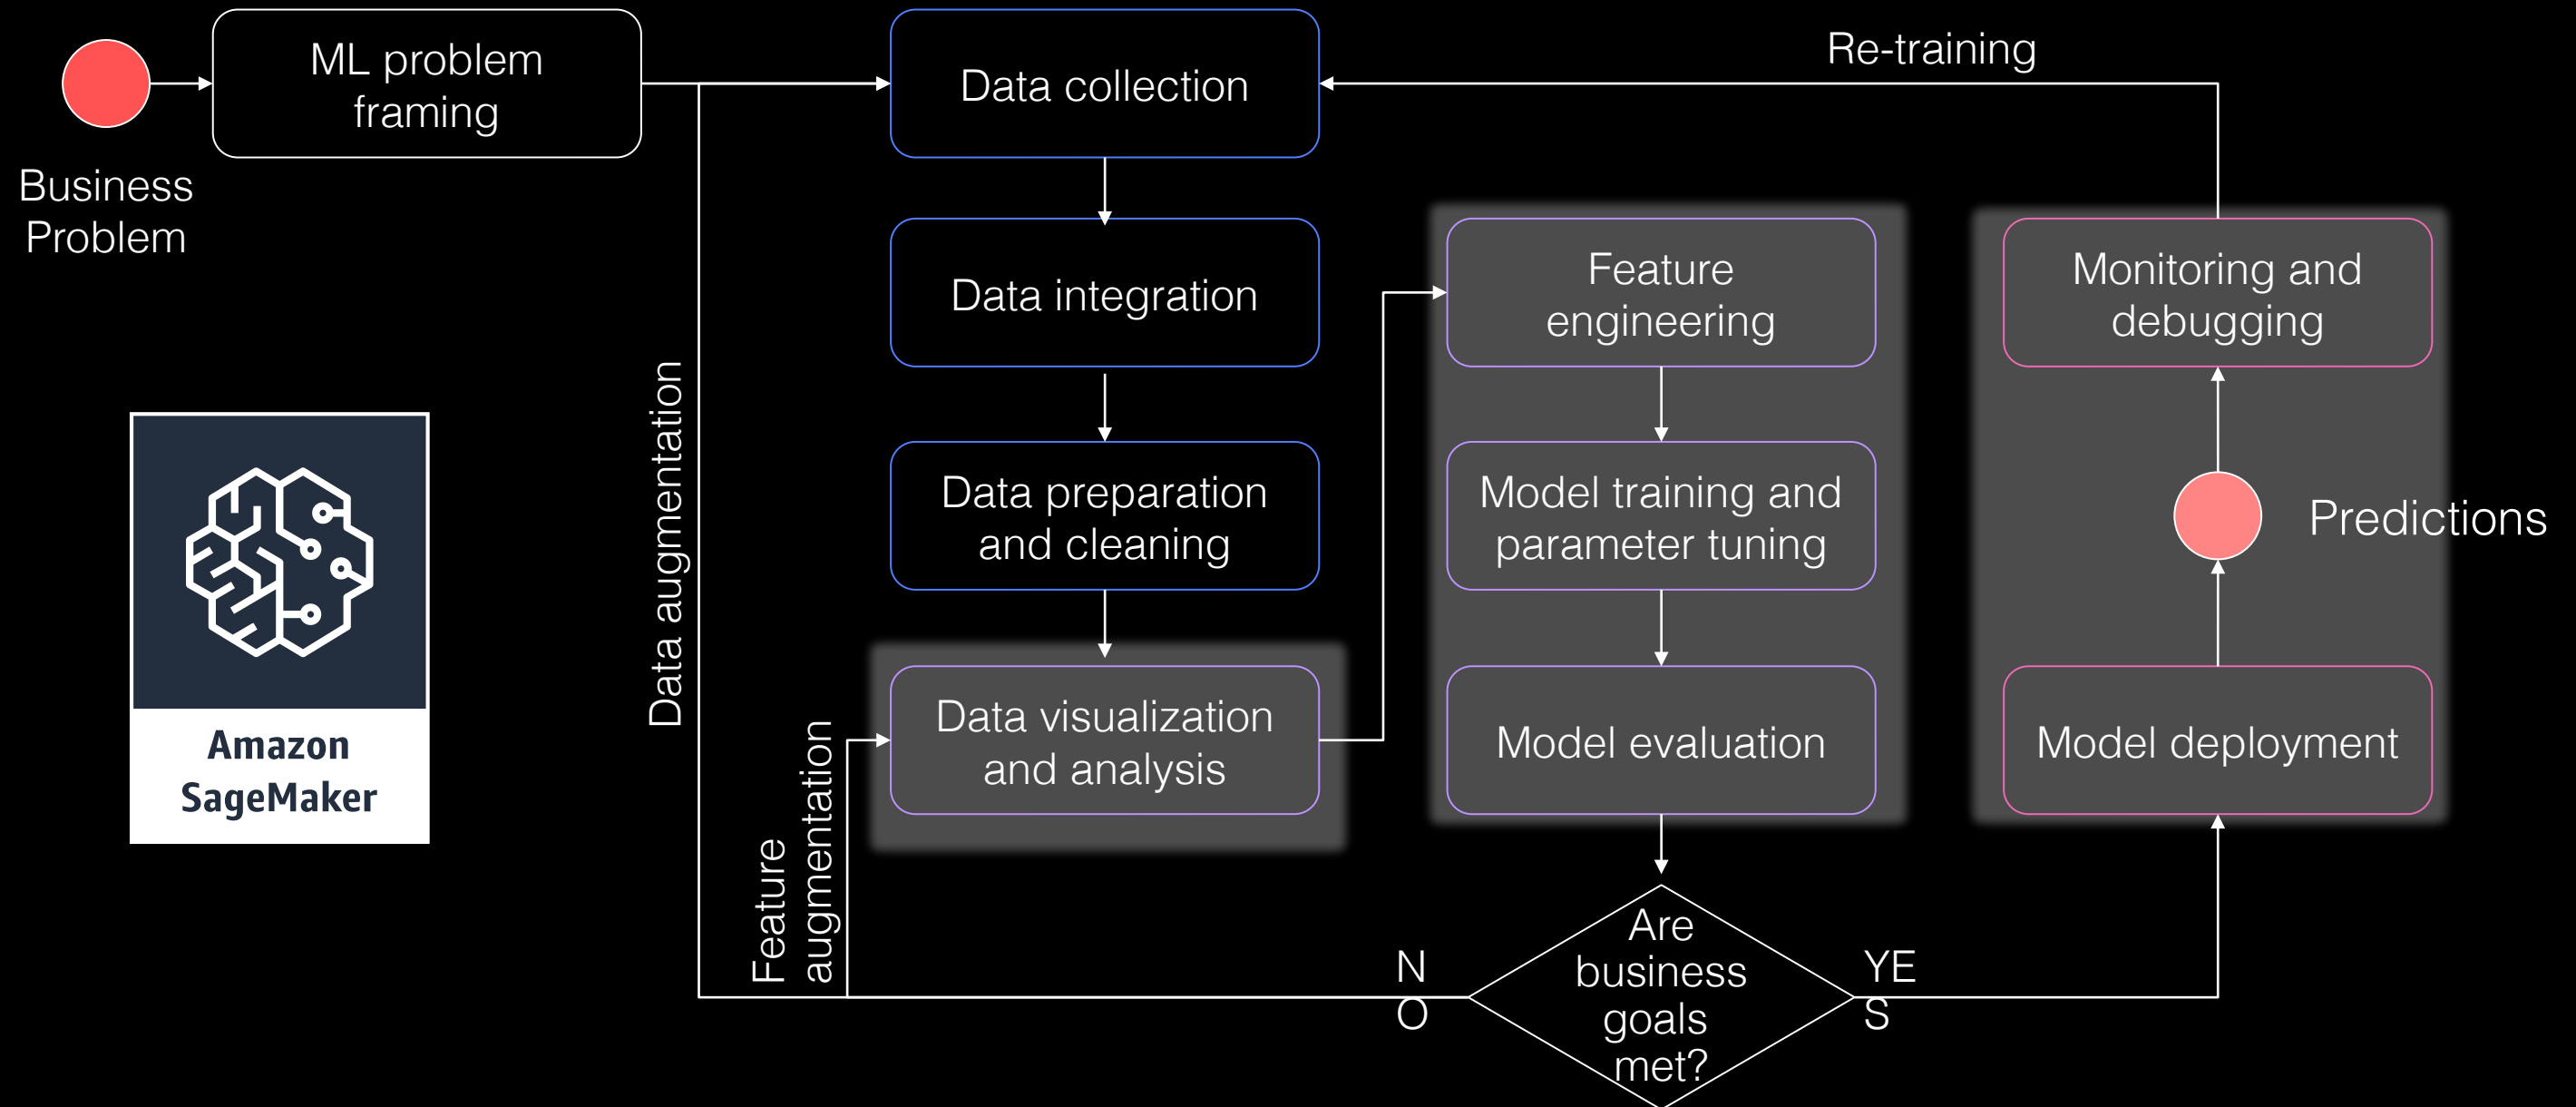 Business
Problem
ML problem
framing
Data collection
Re-training
Data integration
Data preparation
and cleaning
Data visualization
and analysis
Feature
engineering
Model training and
parameter tuning
Model evaluation
Are
business
goals
met?
N
O
YE
S
Data augmentation
Feature
augmentation
Model deployment
Predictions
Monitoring and
debugging
Amazon
SageMaker